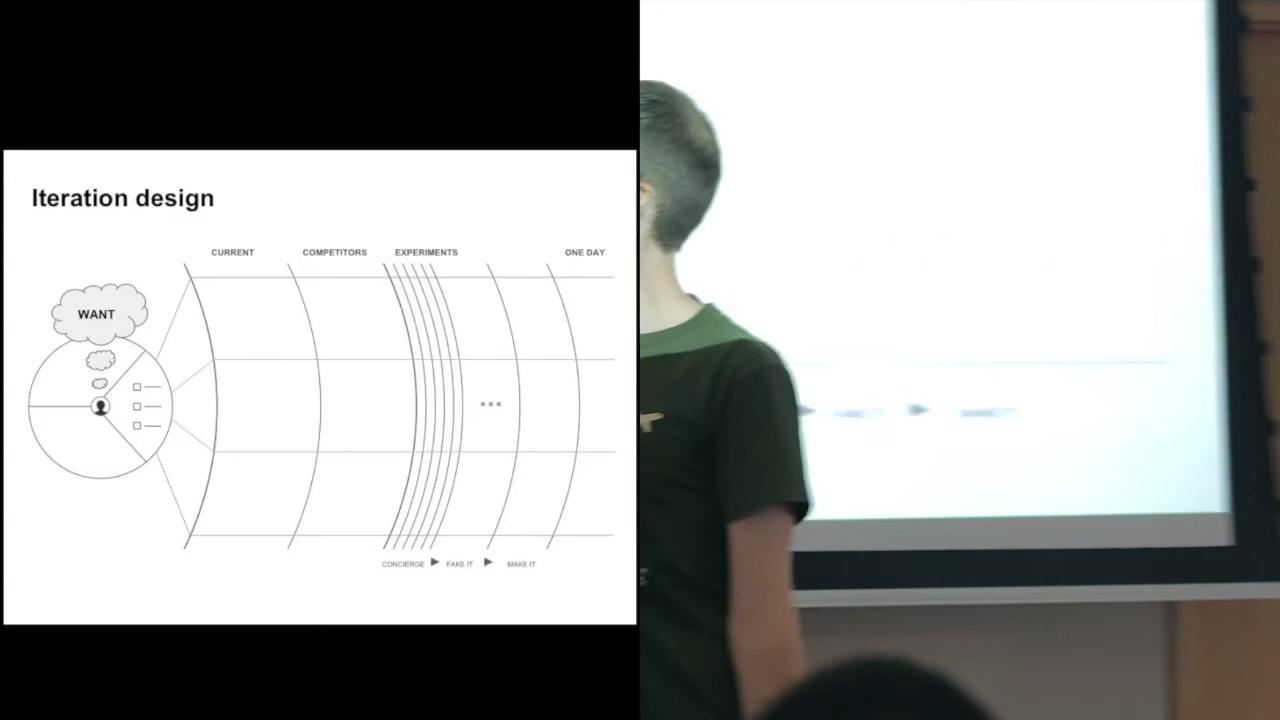 Iteration design
CURRENT COMPETITORS EXPERIMENTS ONE DAY
WANT
CONCIERGE FAKE IT MAKE IT